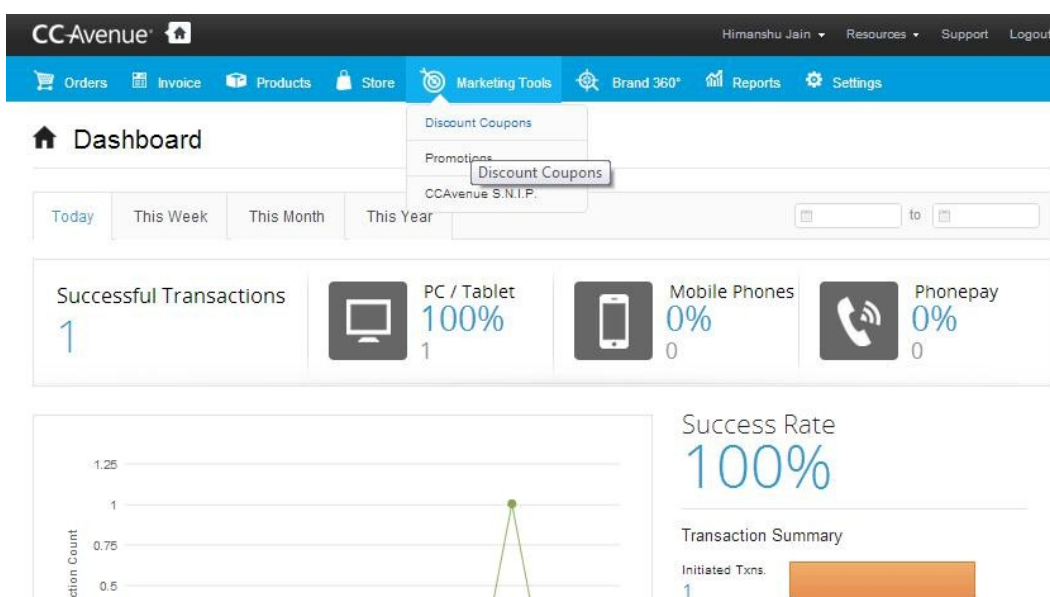 CCAvenue
Himanshu Jain Resources Support Logout
Orders Invoice Products Store Marketing Tools Brand 360° Reports Settings
Dashboard
Discount Coupons
Promotions
Discount Coupons
CCAvenue S.N.I.P.
Today This Week This Month This Year to
Successful Transactions
1
PC / Tablet
100%
1
Mobile Phones
0%
0
Phonepay
0%
0
1.25
1
0.75
0.5
Success Rate
100%
Transaction Summary
Initiated Txns.
1